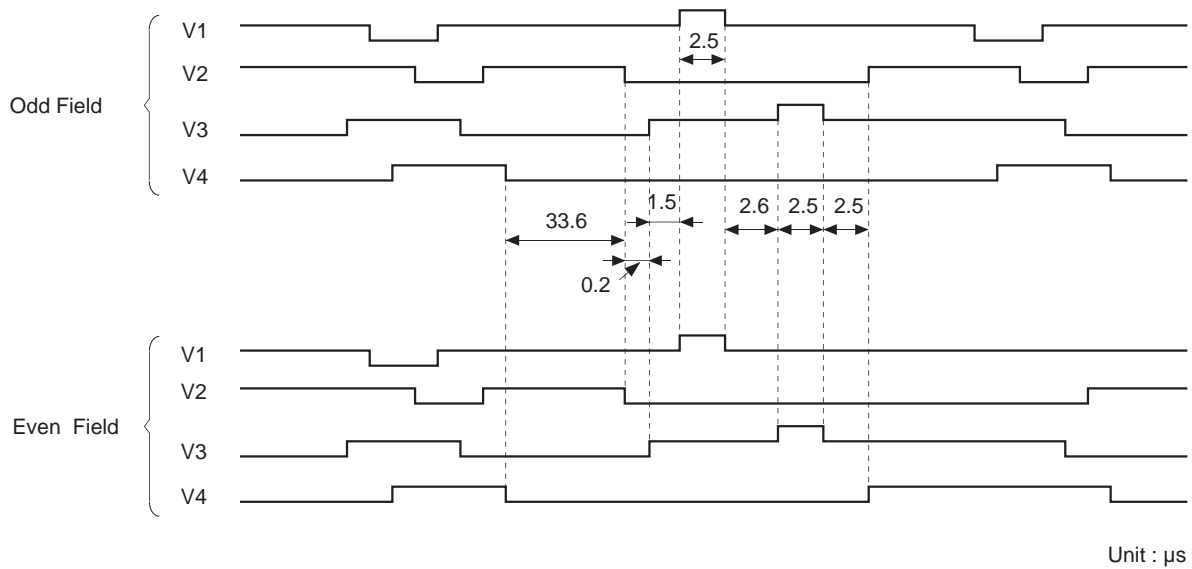 V1
2.5
V2
Odd Field
V3
V4
1.5
2.6 2.5 2.5
33.6
0.2
V1
V2
Even Field
V3
V4
Unit : µs